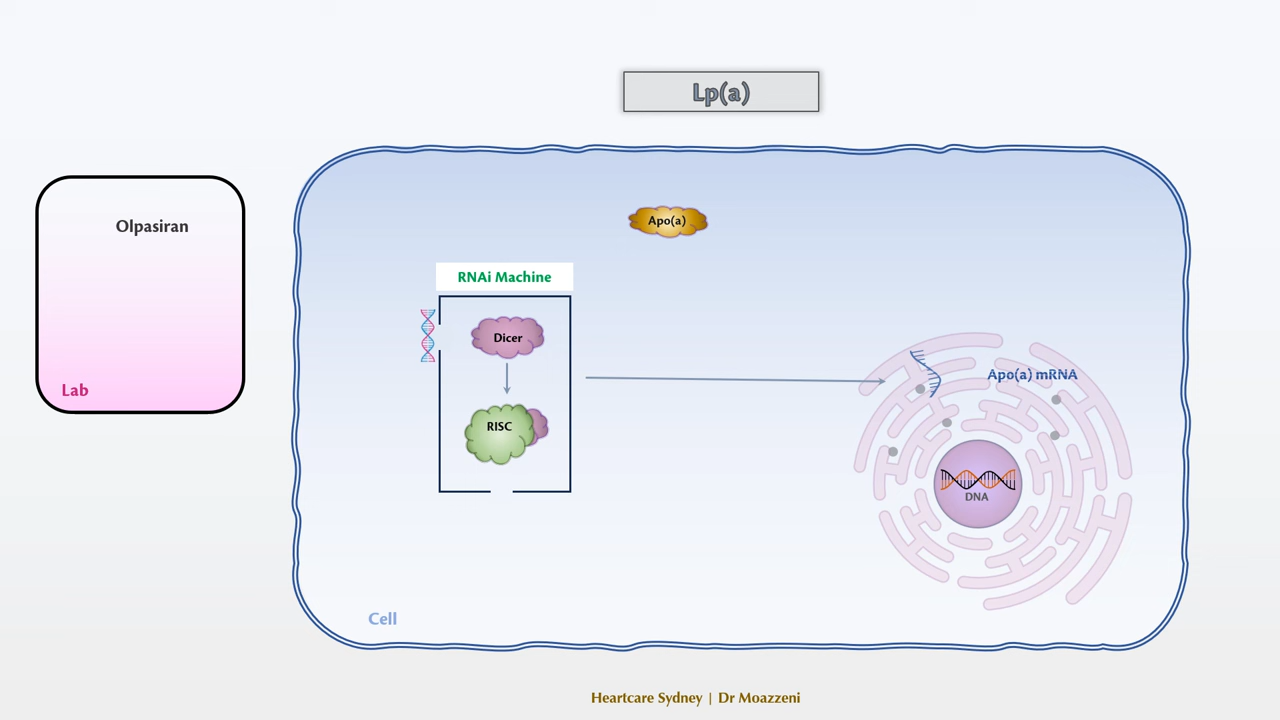 Lp(a)
Olpasiran
Lab
Apo(a)
RNAi Machine
Dicer
RISC
Apo(a) mRNA
DNA
Cell
Heartcare Sydney | Dr Moazzeni